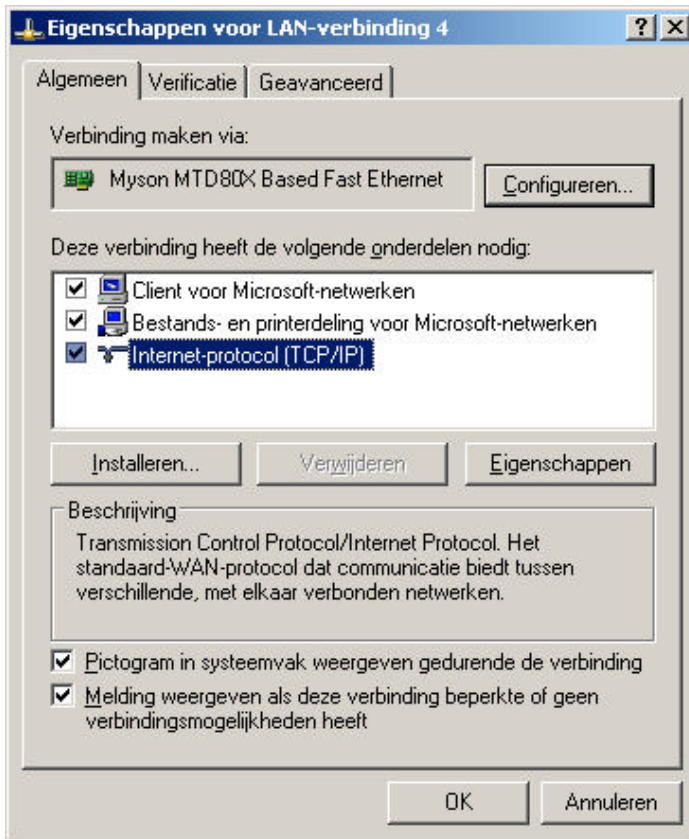 Eigenschappen voor LAN-verbinding 4
Algemeen
Verificatie
Geavanceerd
Verbinding maken via:
Myson MTD80X Based Fast Ethernet
Configureren...
Deze verbinding heeft de volgende onderdelen nodig:
Client voor Microsoft-netwerken
Bestands- en printerdeling voor Microsoft-netwerken
Internet-protocol (TCP/IP)
Installeren...
Verwijderen
Eigenschappen
Beschrijving
Transmission Control Protocol/Internet Protocol. Het
standaard-WAN-protocol dat communicatie biedt tussen
verschillende, met elkaar verbonden netwerken.
Pictogram in systeemvak weergeven gedurende de verbinding
Melding weergeven als deze verbinding beperkte of geen
verbindingsmogelijkheden heeft
OK
Annuleren